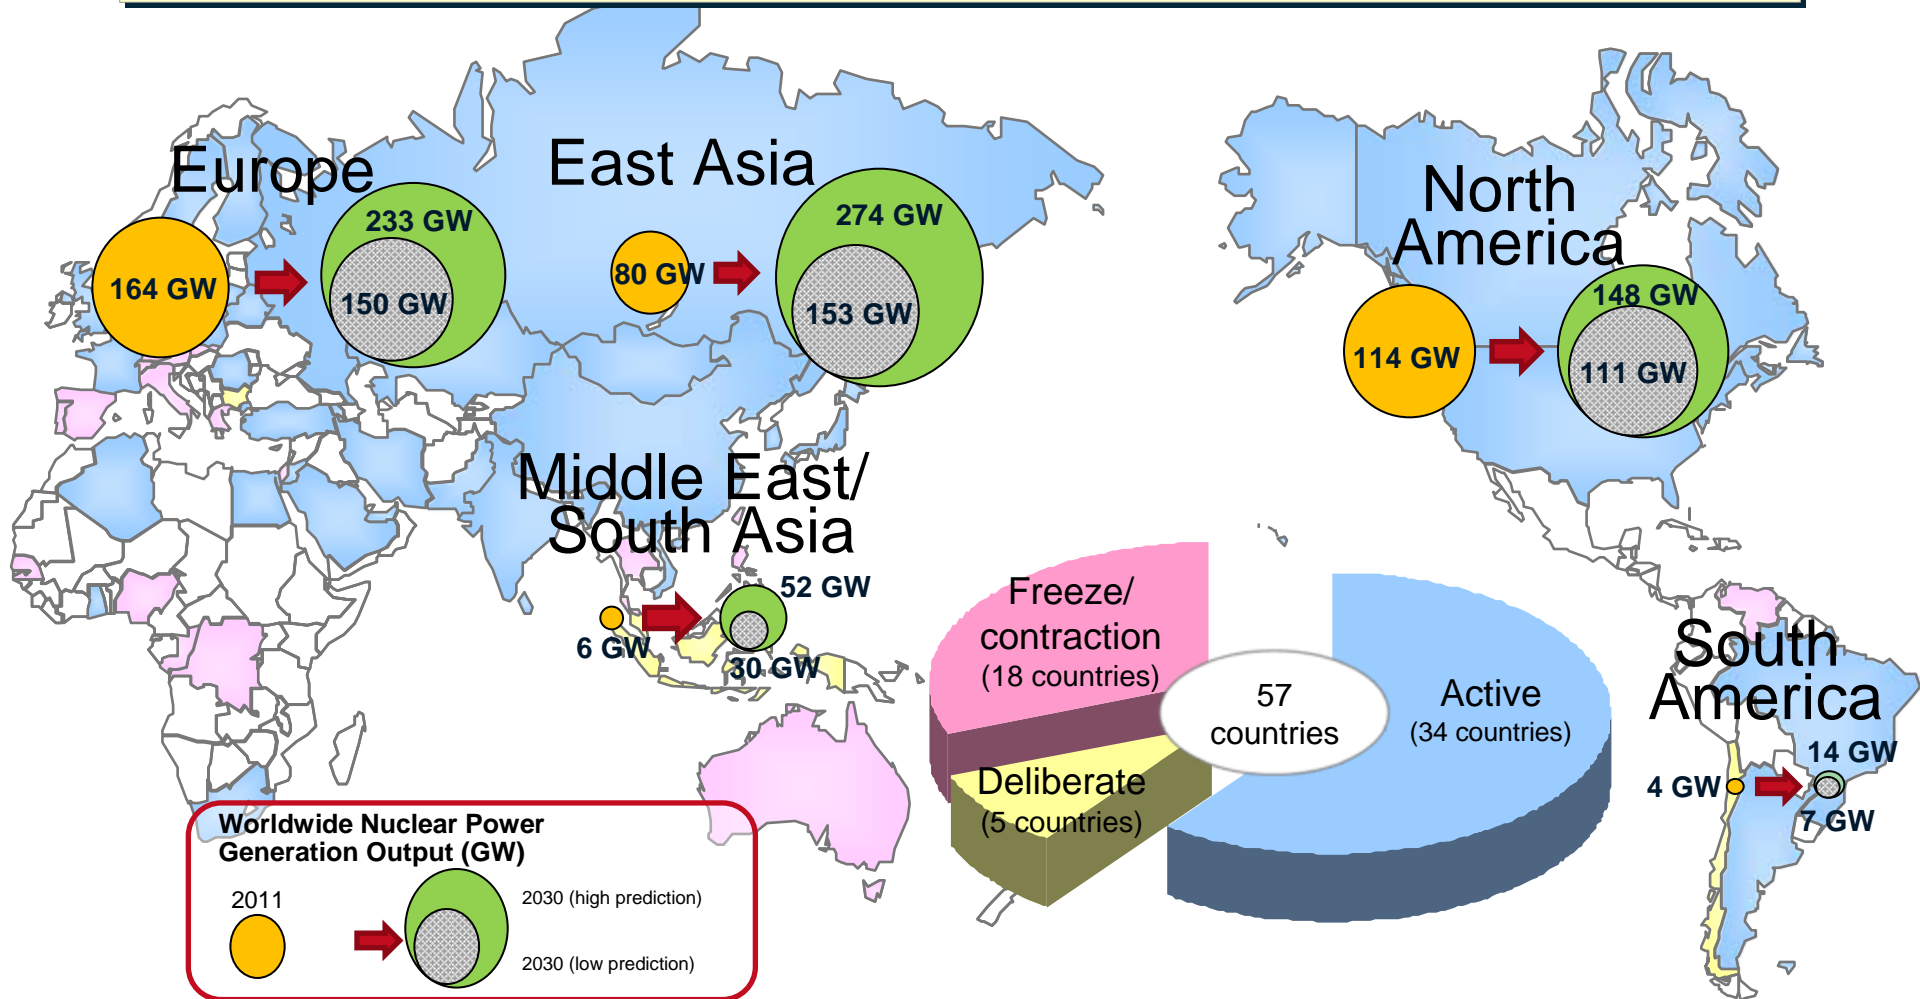 Europe
164 GW
233 GW
150 GW
East Asia
80 GW
274 GW
153 GW
North
America
114 GW
148 GW
111 GW
Middle East/
South Asia
6 GW
52 GW
30 GW
South
America
4 GW
14 GW
7 GW
Freeze/
contraction
(18 countries)
57
countries
Active
(34 countries)
Deliberate
(5 countries)
Worldwide Nuclear Power
Generation Output (GW)
2011
2030 (high prediction)
2030 (low prediction)